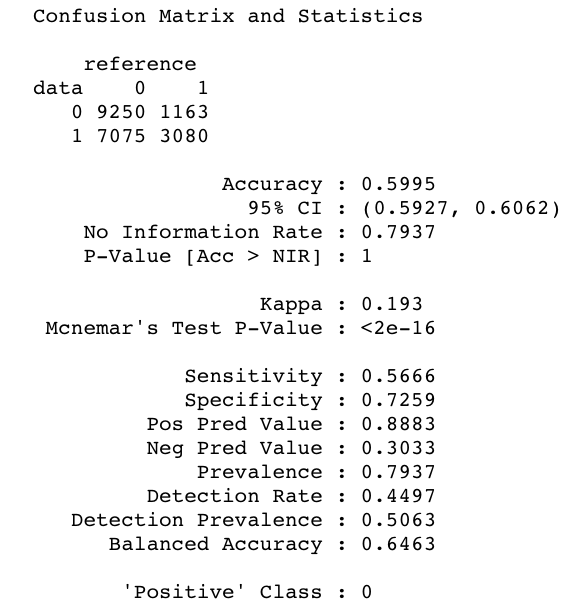 Confusion Matrix and Statistics
reference
data 0 1
0 9250 1163
1 7075 3080
Accuracy : 0.5995
95% CI : (0.5927, 0.6062)
No Information Rate : 0.7937
P-Value [Acc > NIR] : 1
Kappa : 0.193
Mcnemar's Test P-Value : <2e-16
Sensitivity : 0.5666
Specificity : 0.7259
Pos Pred Value : 0.8883
Neg Pred Value : 0.3033
Prevalence : 0.7937
Detection Rate : 0.4497
Detection Prevalence : 0.5063
Balanced Accuracy : 0.6463
'Positive' Class : 0